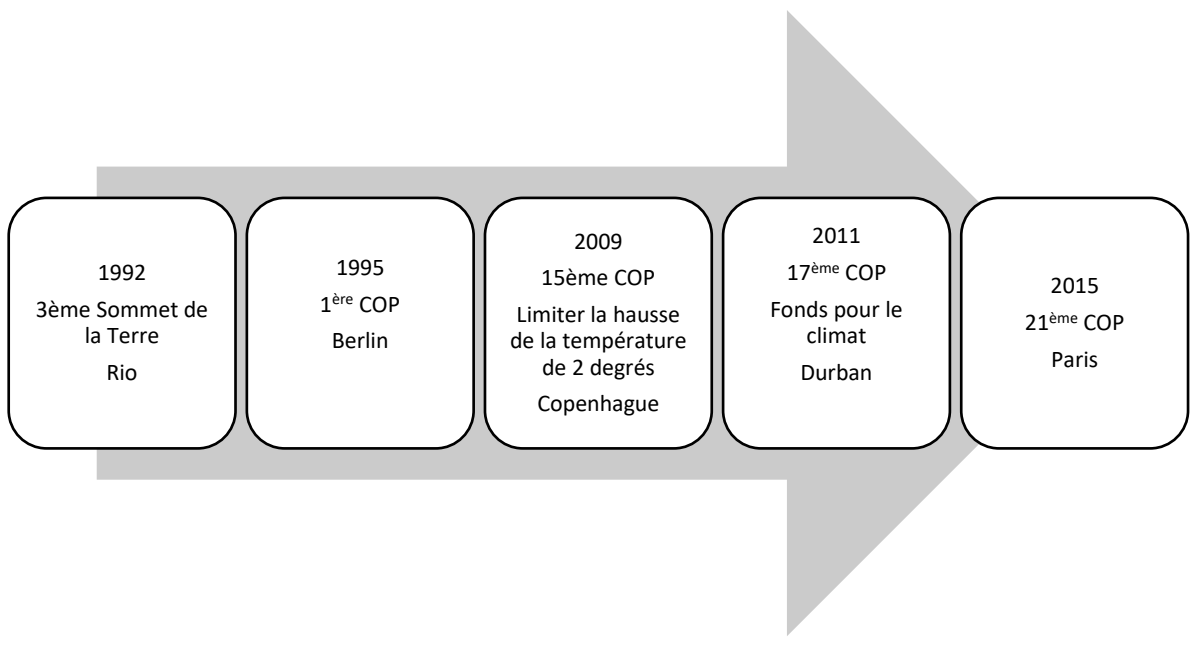 1992
3ème Sommet de
la Terre
Rio
1995
1ère COP
Berlin
2009
15ème COP
Limiter la hausse
de la température
de 2 degrés
Copenhague
2011
17ème COP
Fonds pour le
climat
Durban
2015
21ème COP
Paris